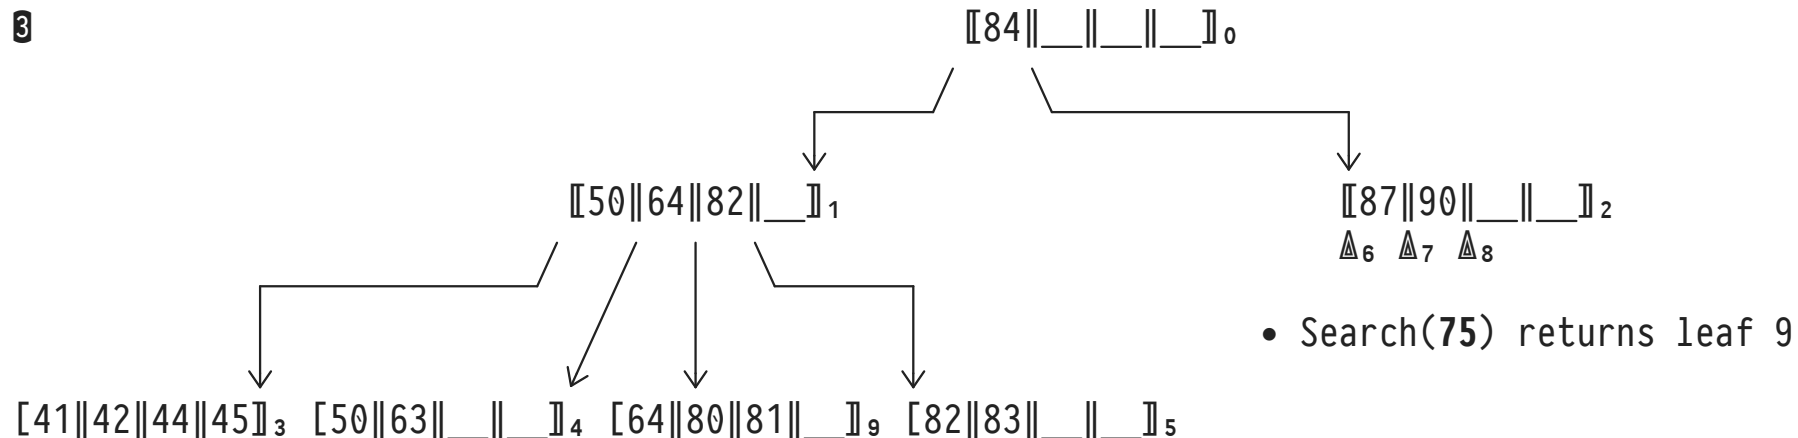 3 ⟦84‖__‖__‖__⟧₀
⟦50‖64‖82‖__⟧₁ ⟦87‖90‖__‖__⟧₂
◬₆ ◬₇ ◬₈
• Search(75) returns leaf 9
[41‖42‖44‖45⟧₃ [50‖63‖__‖__⟧₄ [64‖80‖81‖__⟧₉ [82‖83‖__‖__⟧₅